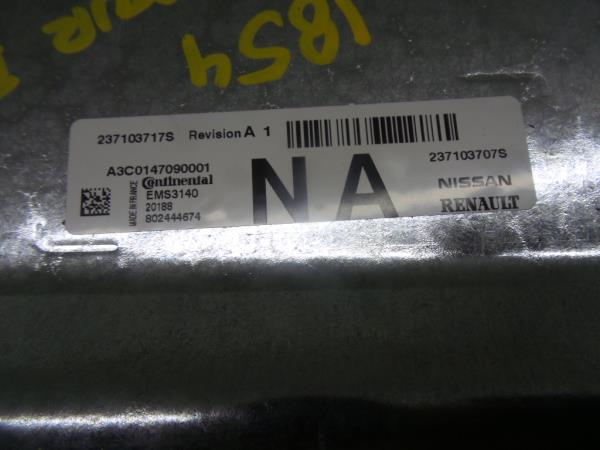 1854
237103717S Revision A 1
237103707S
A3C0147090001
Continental
EMS3140
20188
802444674
MADE IN FRANCE
NA
NISSAN
RENAULT